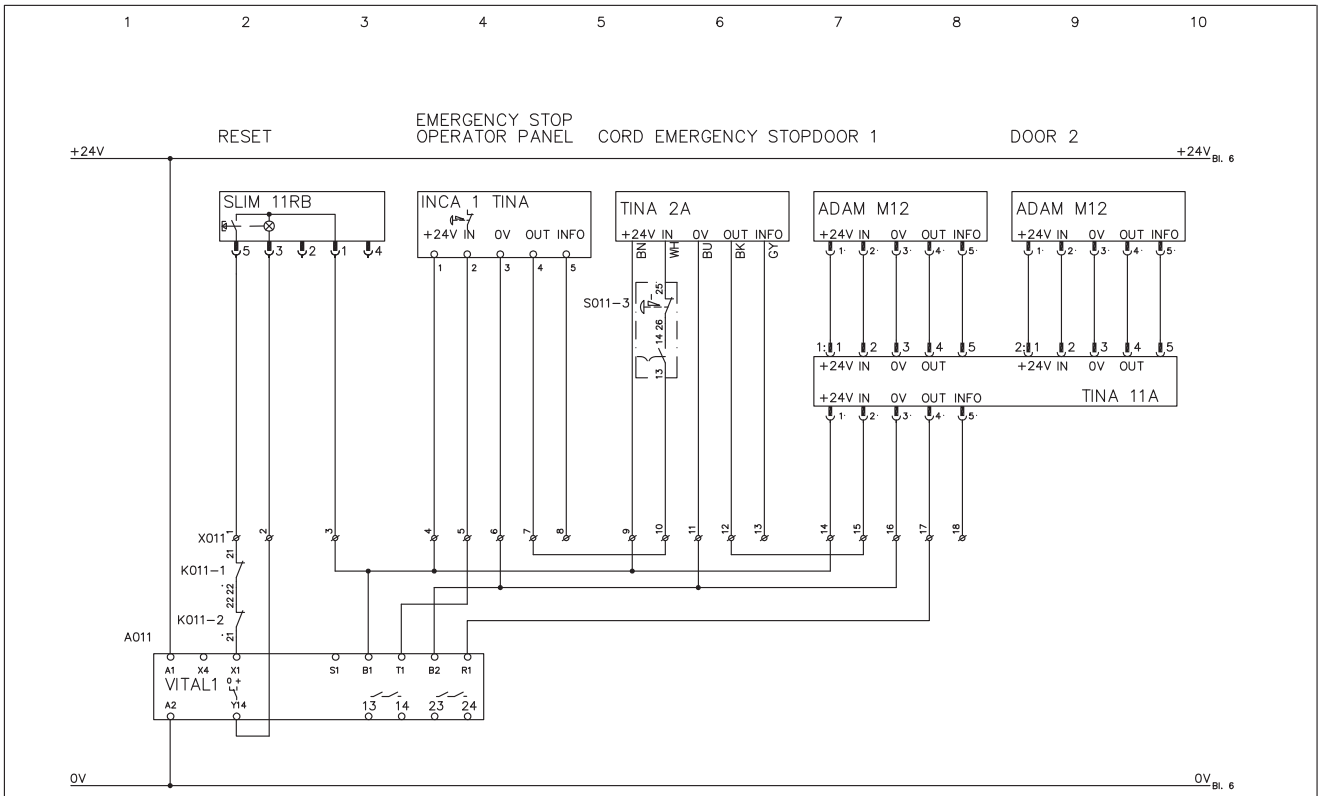 1 2 3 4 5 6 7 8 9 10
EMERGENCY STOP
RESET OPERATOR PANEL CORD EMERGENCY STOP DOOR 1 DOOR 2
+24V +24V Bl. 6
SLIM 11RB INCA 1 TINA TINA 2A ADAM M12 ADAM M12
+24V IN 0V OUT INFO +24V IN 0V OUT INFO +24V IN 0V OUT INFO +24V IN 0V OUT INFO
5 3 2 1 4 BN WH BU BK GY 1 2 3 4 5 1 2 3 4 5
1 2 3 4 5
25
S011-3
26
14
13
1: 1 2 3 4 5 2: 1 2 3 4 5
+24V IN 0V OUT +24V IN 0V OUT
+24V IN 0V OUT INFO TINA 11A
1 2 3 4 5
X011 1 2 3 4 5 6 7 8 9 10 11 12 13 14 15 16 17 18
21
K011-1
22
22
K011-2
21
A011
A1 X4 X1 S1 B1 T1 B2 R1
VITAL1 0 +
A2 Y14 13 14 23 24
0V 0V Bl. 6